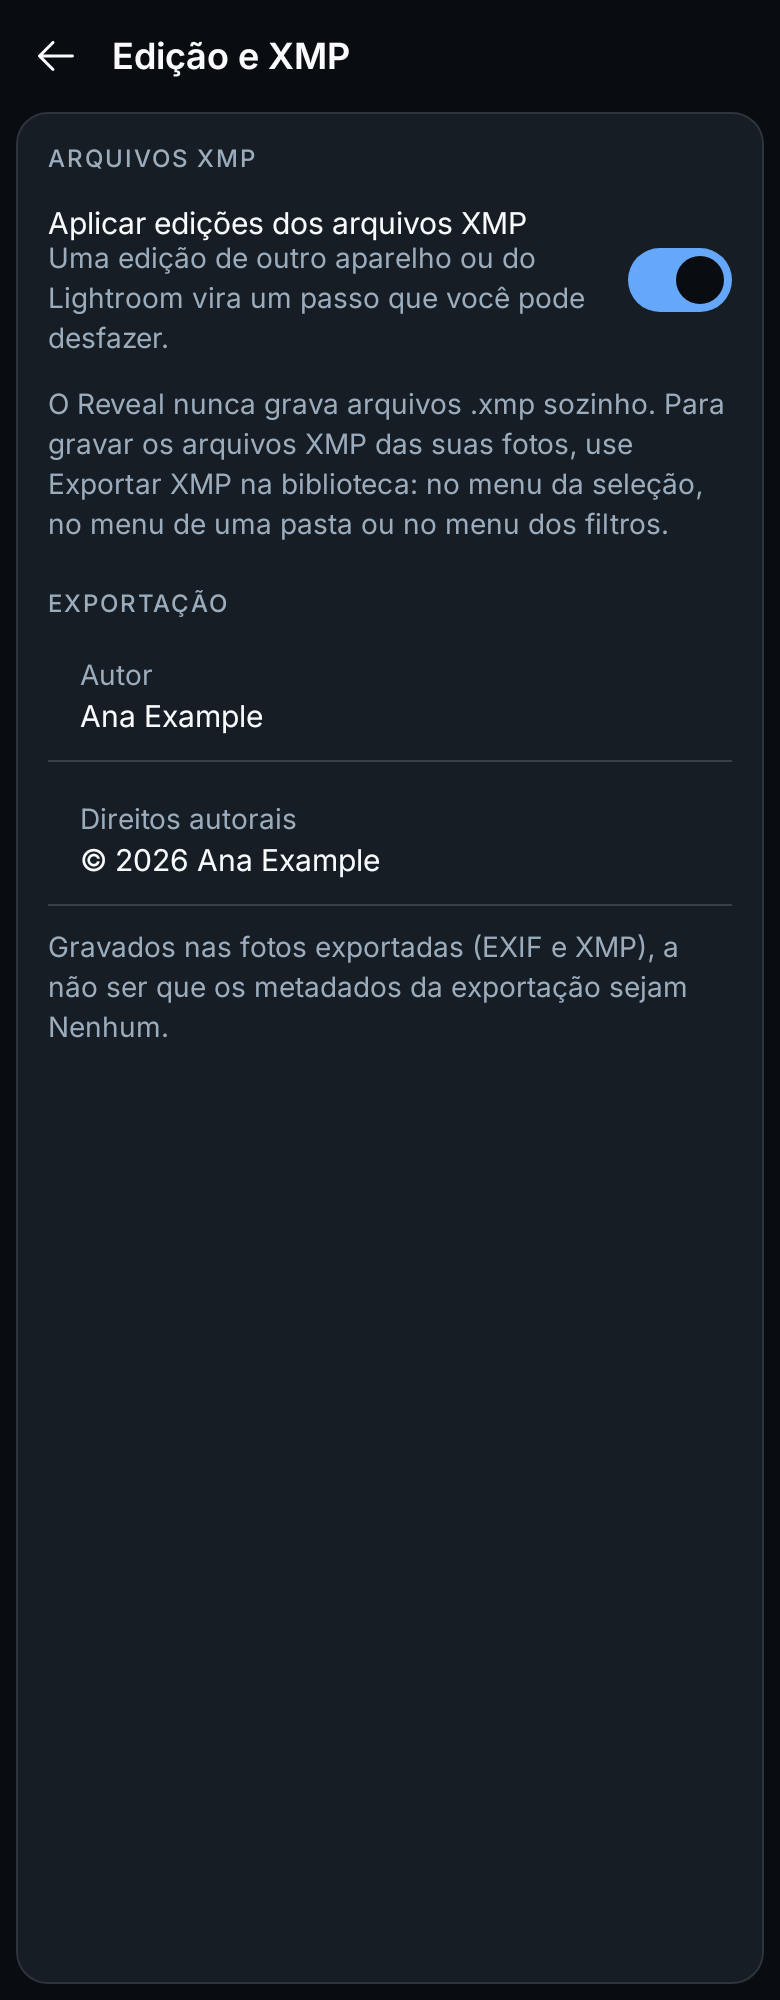 Edição e XMP
ARQUIVOS XMP
Aplicar edições dos arquivos XMP
Uma edição de outro aparelho ou do
Lightroom vira um passo que você pode
desfazer.
O Reveal nunca grava arquivos .xmp sozinho. Para
gravar os arquivos XMP das suas fotos, use
Exportar XMP na biblioteca: no menu da seleção,
no menu de uma pasta ou no menu dos filtros.
EXPORTAÇÃO
Autor
Ana Example
Direitos autorais
© 2026 Ana Example
Gravados nas fotos exportadas (EXIF e XMP), a
não ser que os metadados da exportação sejam
Nenhum.